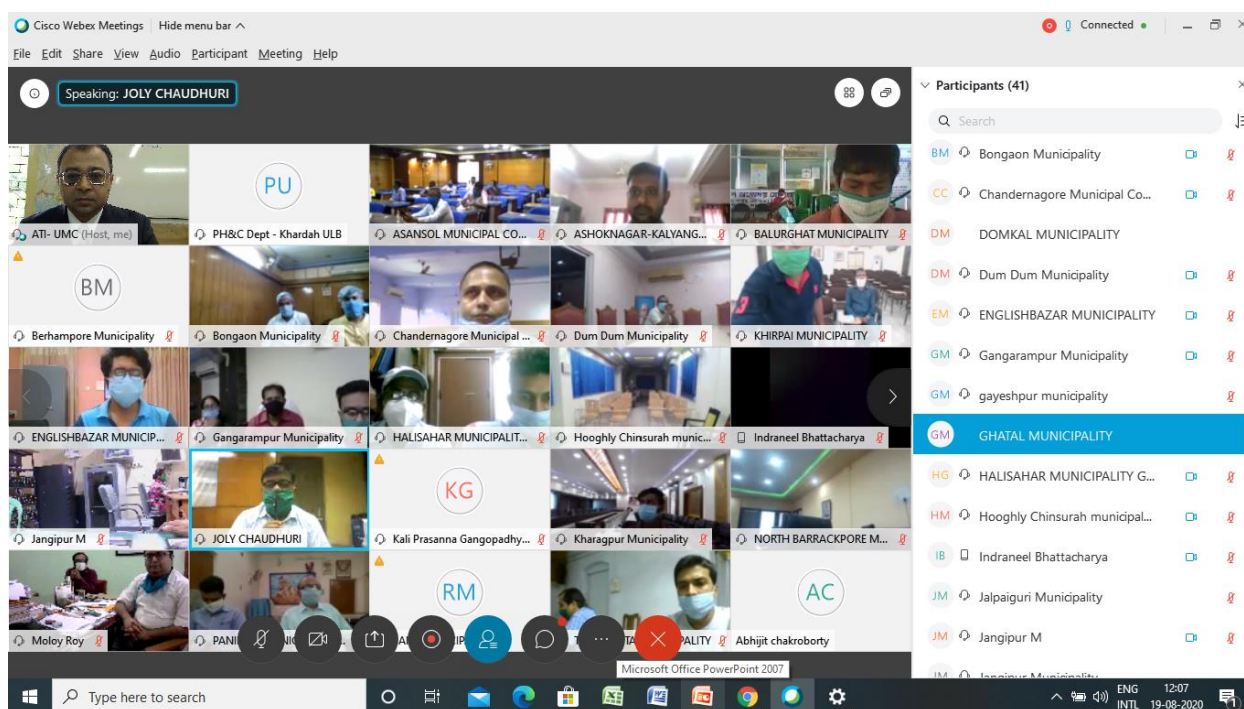 Cisco Webex Meetings Hide menu bar
Connected
File Edit Share View Audio Participant Meeting Help
Speaking: JOLY CHAUDHURI
Participants (41)
Search
ATI- UMC (Host, me)
PU
PH&C Dept - Khardah ULB
ASANSOL MUNICIPAL CO...
ASHOKNAGAR-KALYANG...
BALURGHAT MUNICIPALITY
BM
Berhampore Municipality
Bongaon Municipality
Chandernagore Municipal ...
Dum Dum Municipality
KHIRPAI MUNICIPALITY
ENGLISHBAZAR MUNICIP...
Gangarampur Municipality
HALISAHAR MUNICIPALIT...
Hooghly Chinsurah munic...
Indraneel Bhattacharya
Jangipur M
JOLY CHAUDHURI
KG
Kali Prasanna Gangopadhy...
Kharagpur Municipality
NORTH BARRACKPORE M...
Moloy Roy
RM
AC
Abhijit chakroborty
Microsoft Office PowerPoint 2007
BM Bongaon Municipality
CC Chandernagore Municipal Co...
DM DOMKAL MUNICIPALITY
DM Dum Dum Municipality
EM ENGLISHBAZAR MUNICIPALITY
GM Gangarampur Municipality
GM gayeshpur municipality
GM GHATAL MUNICIPALITY
HG HALISAHAR MUNICIPALITY G...
HM Hooghly Chinsurah municipal...
IB Indraneel Bhattacharya
JM Jalpaiguri Municipality
JM Jangipur M
JM Jangipur Municipality
Type here to search
ENG 12:07
INTL 19-08-2020